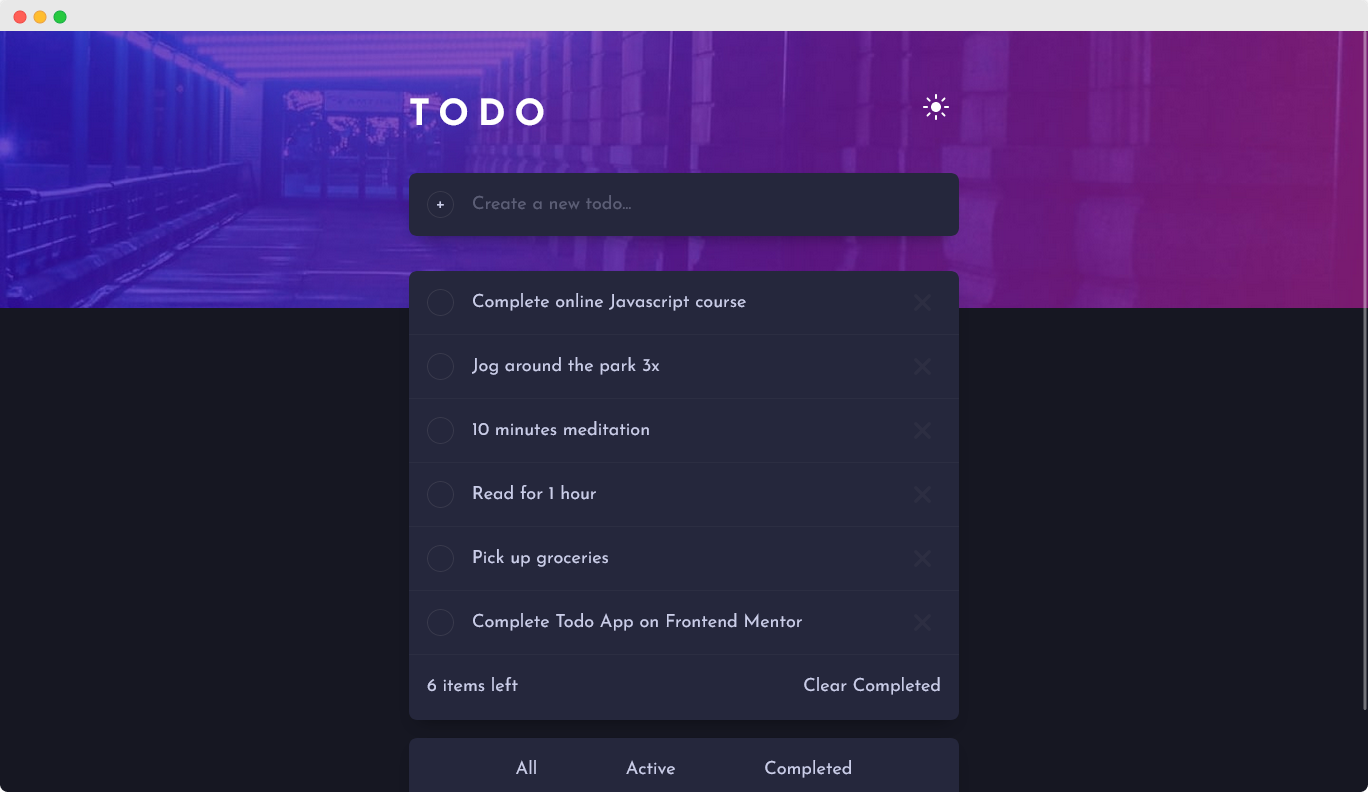 TODO
+ Create a new todo...
Complete online Javascript course
Jog around the park 3x
10 minutes meditation
Read for 1 hour
Pick up groceries
Complete Todo App on Frontend Mentor
6 items left Clear Completed
All Active Completed